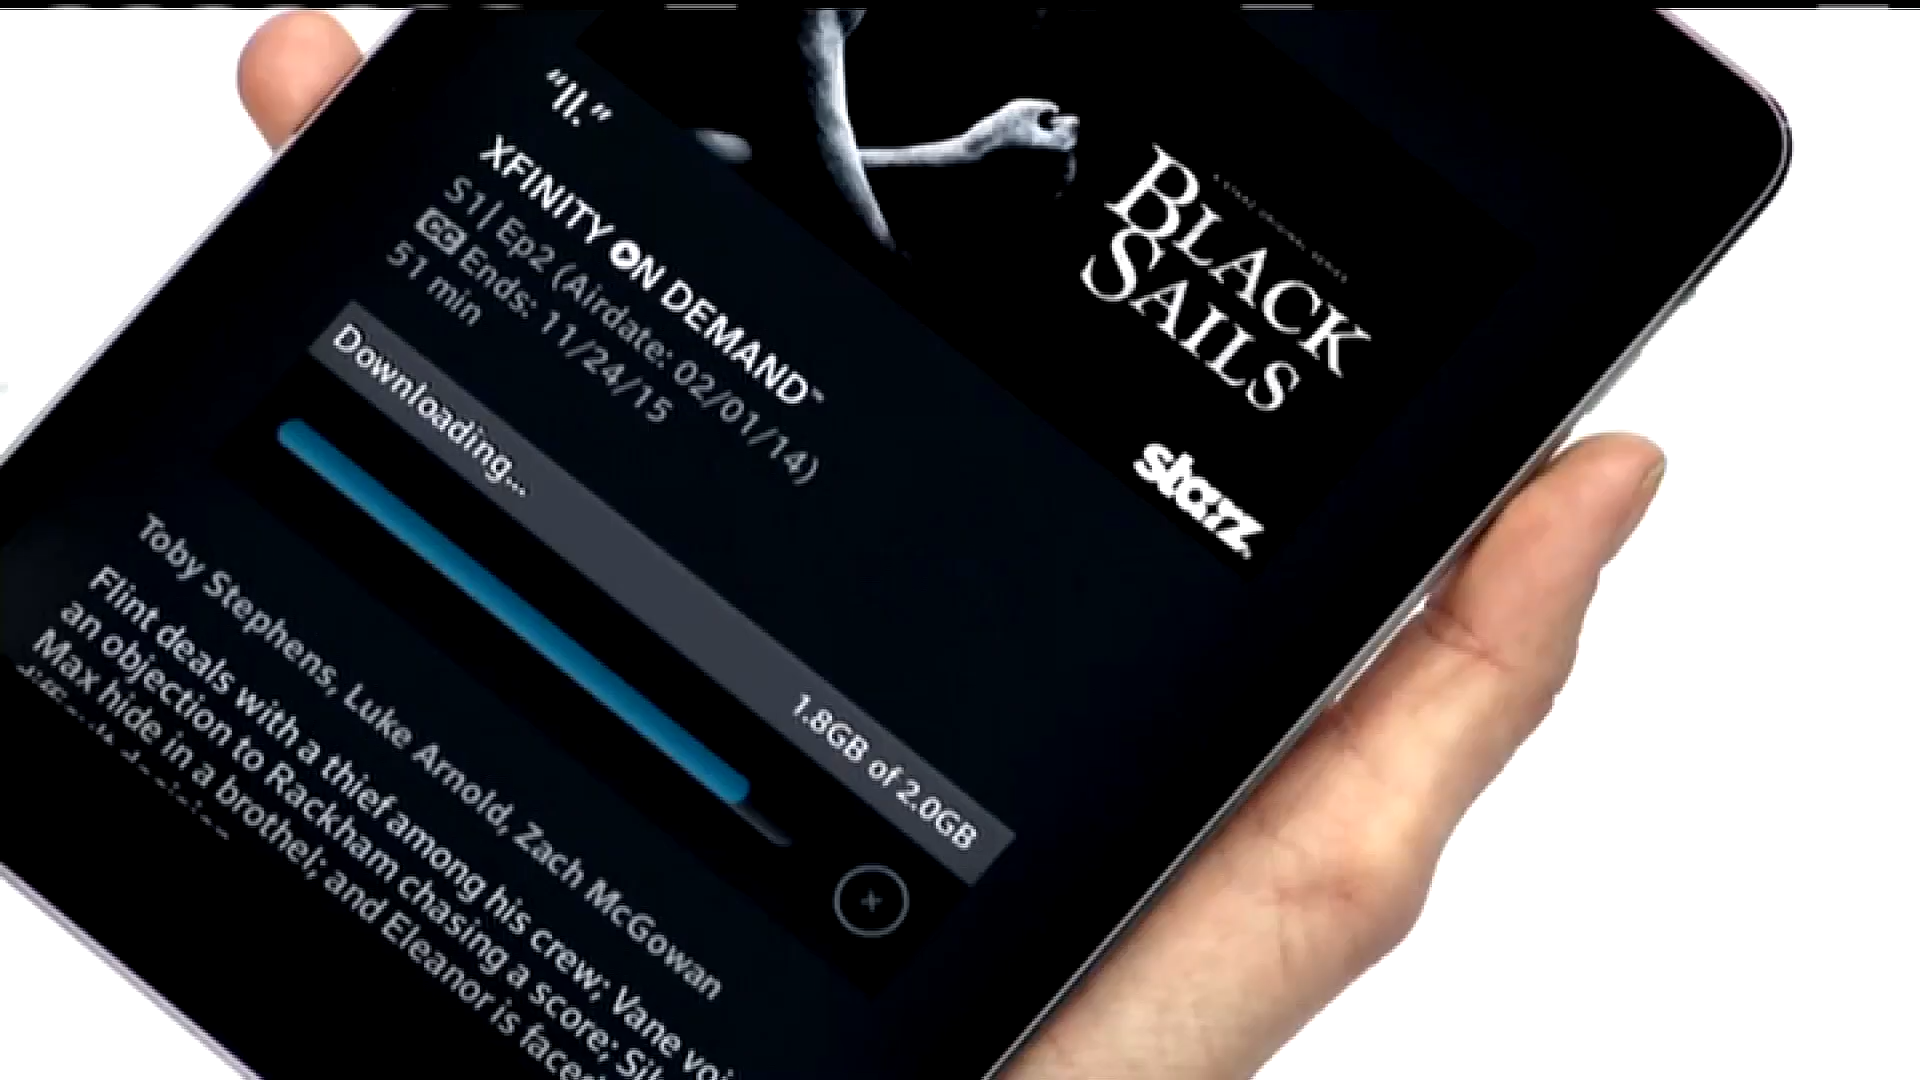 "II."
XFINITY ON DEMAND™
S1| Ep2 (Airdate: 02/01/14)
CC Ends: 11/24/15
51 min
Downloading...
1.8GB of 2.0GB
Toby Stephens, Luke Arnold, Zach McGowan
Flint deals with a thief among his crew; Vane
an objection to Rackham chasing a score;
Max hide in a brothel; and Eleanor is
BLACK
SAILS
starz